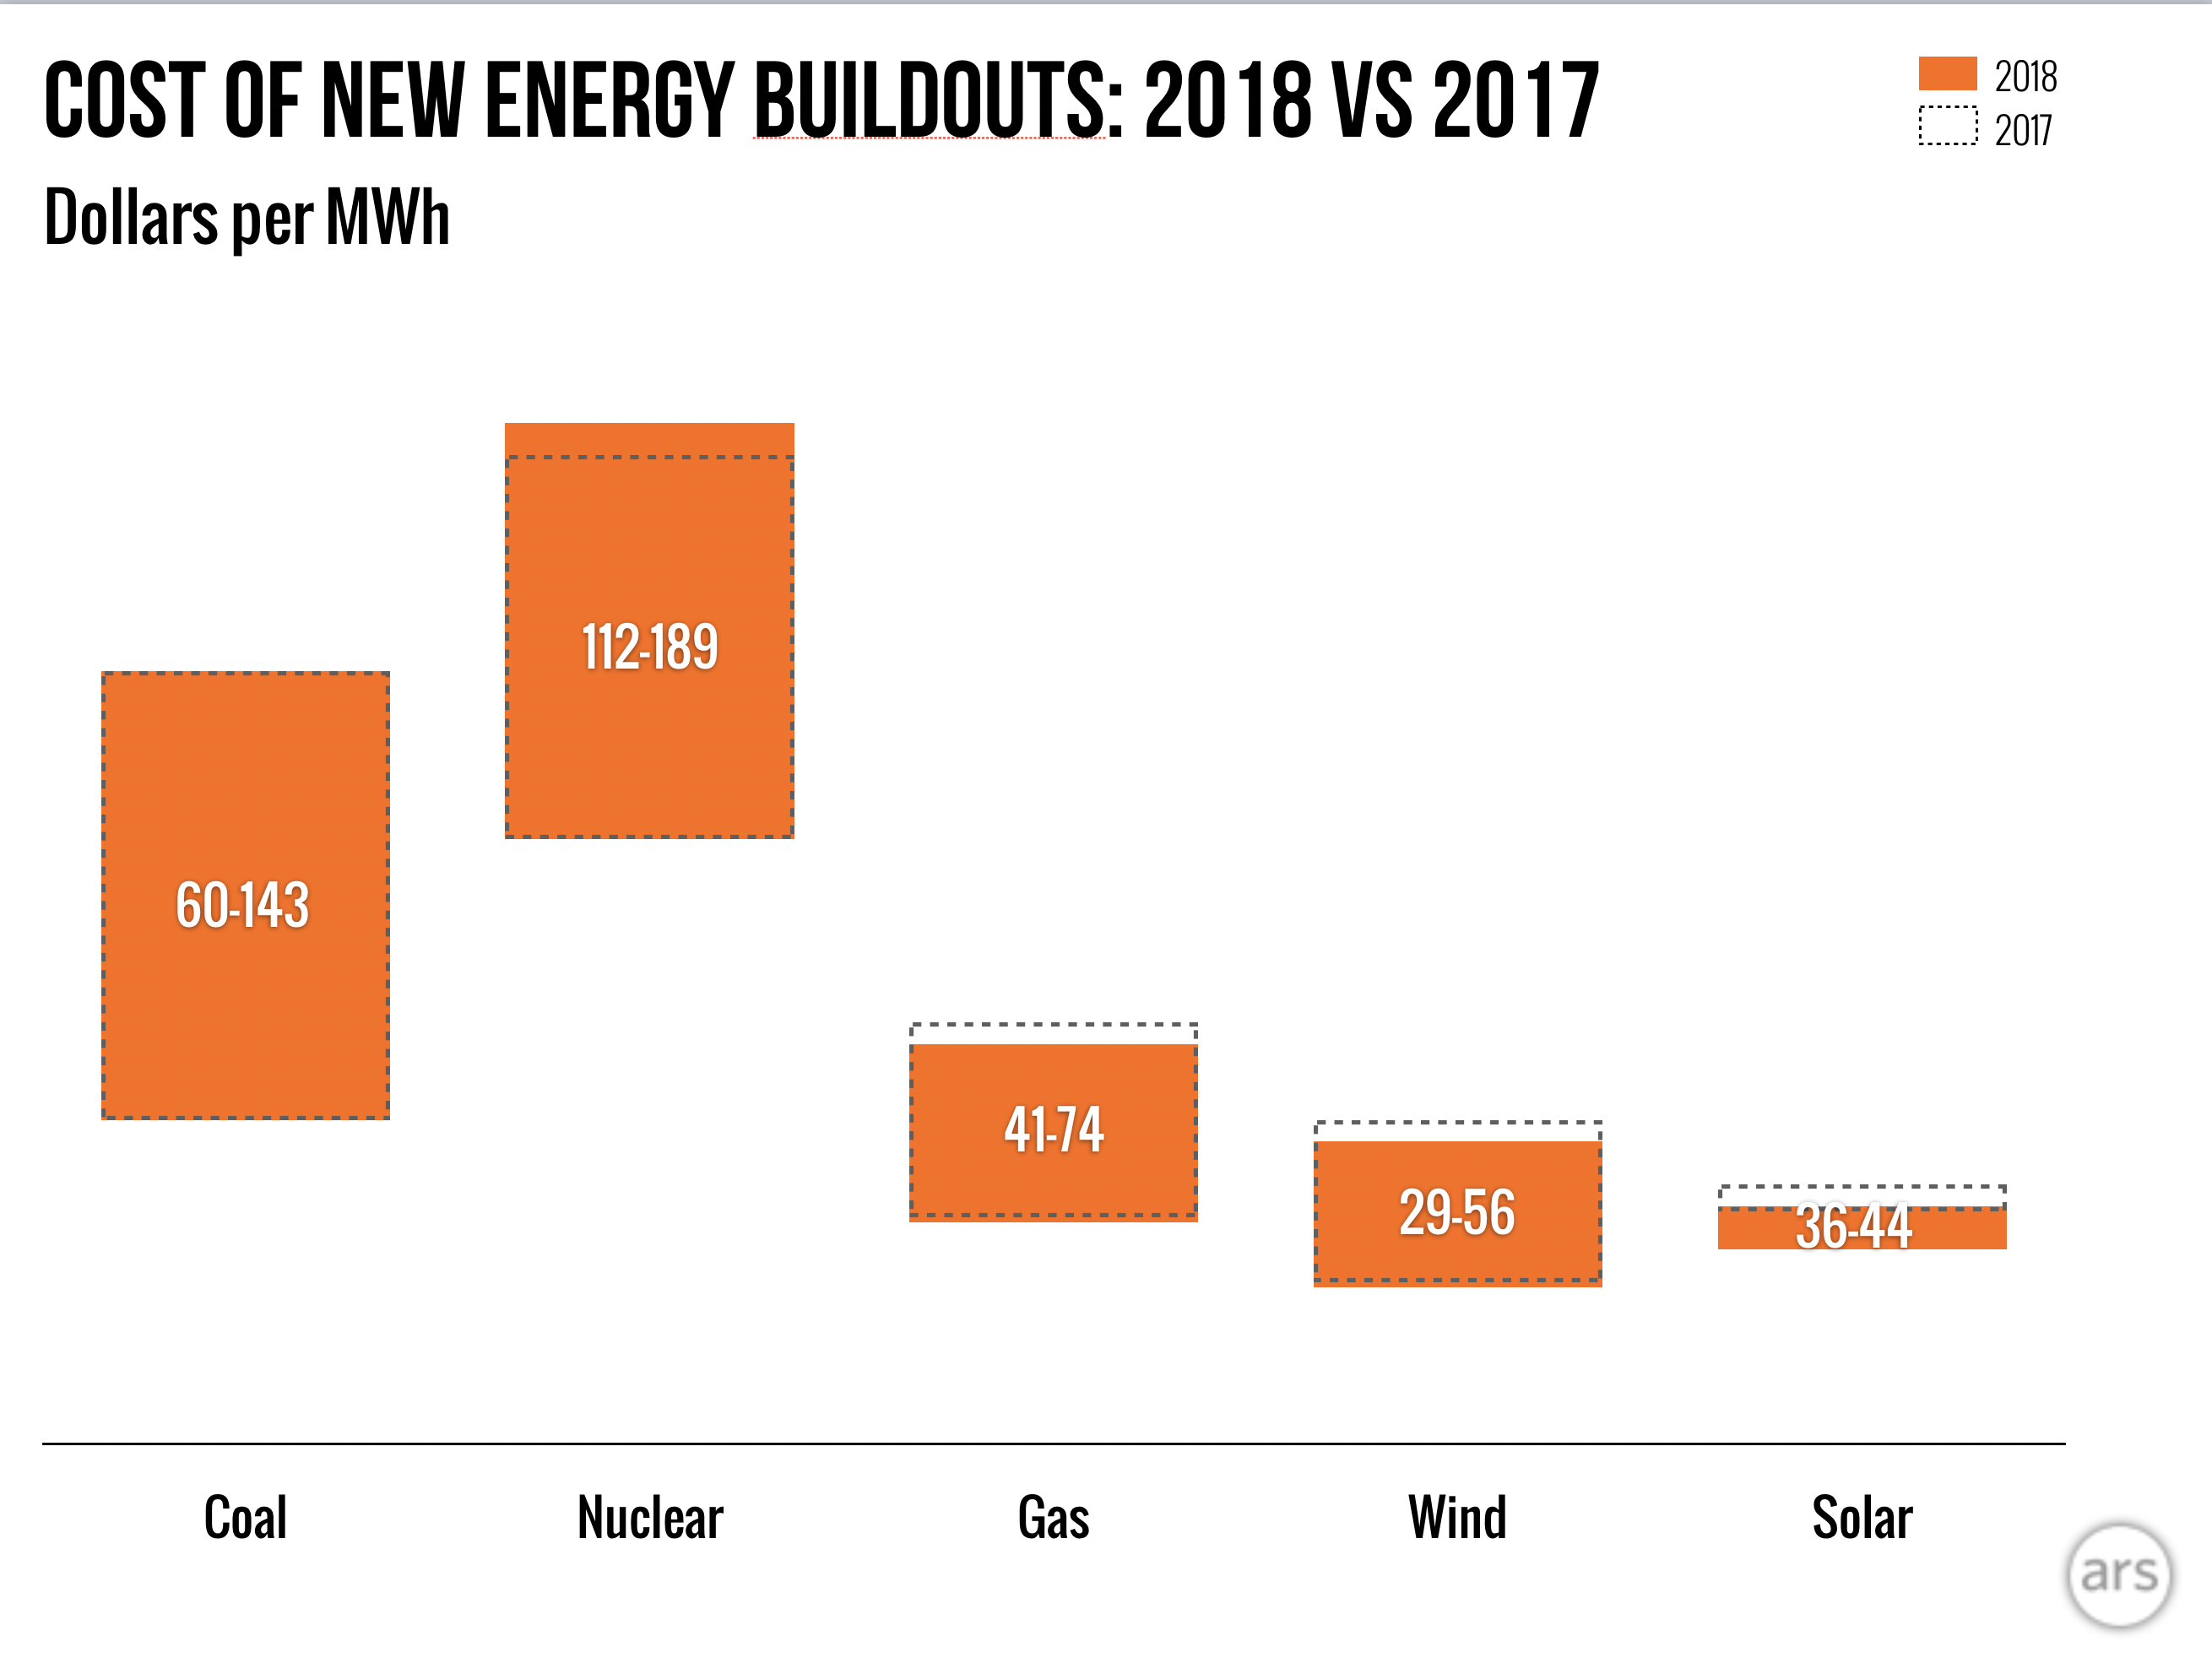 COST OF NEW ENERGY BUILDOUTS: 2018 VS 2017
Dollars per MWh
2018
2017
112-189
60-143
41-74
29-56
36-44
Coal
Nuclear
Gas
Wind
Solar
ars